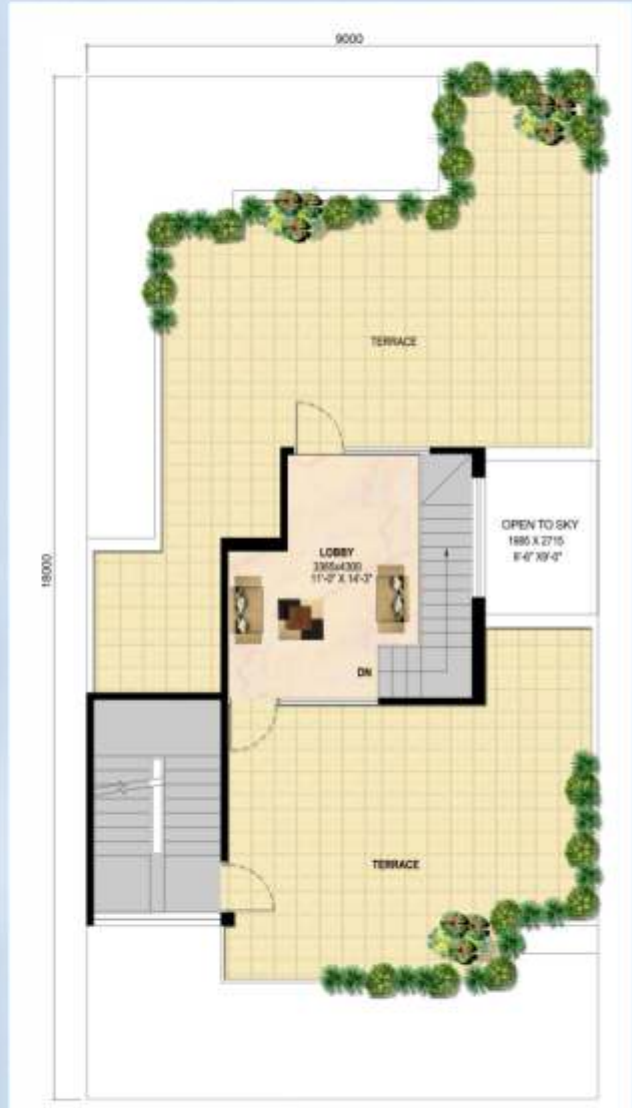 9000
TERRACE
OPEN TO SKY
1985 X 2715
6'-6" X9'-0"
18000
LOBBY
3365x4300
11'-0" X 14'-3"
DN
TERRACE